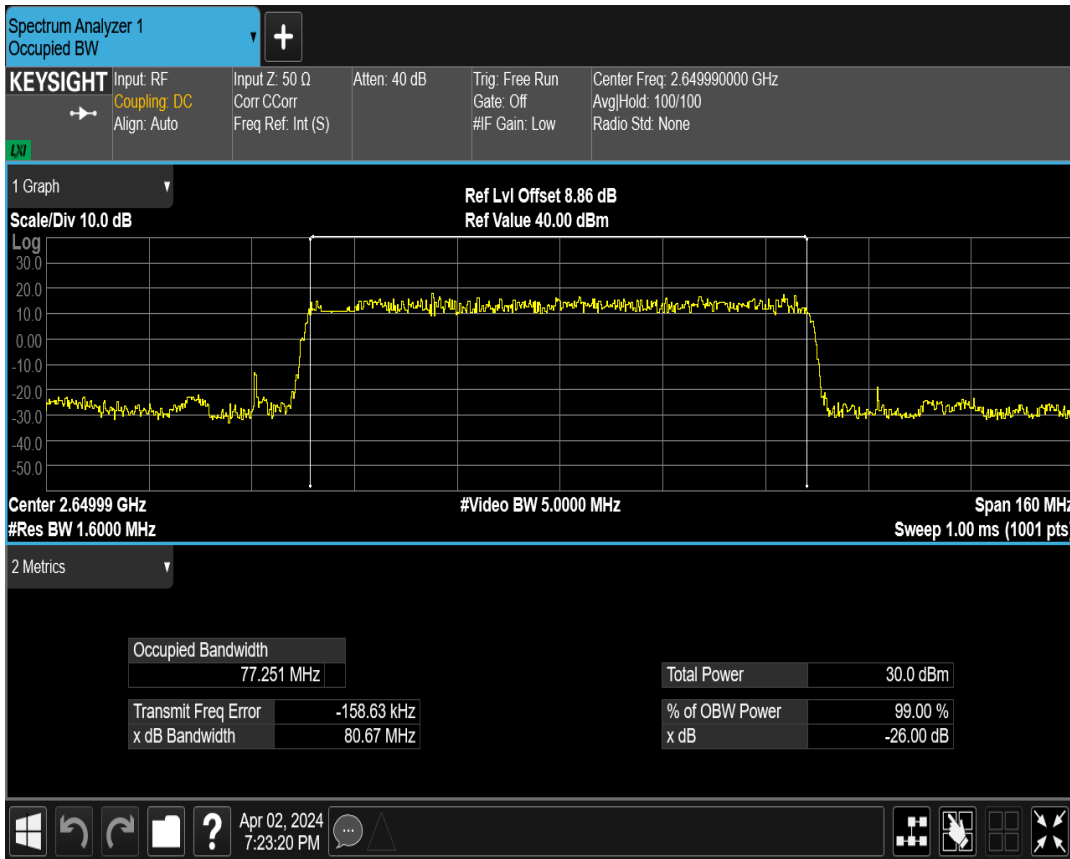 Spectrum Analyzer 1
Occupied BW
KEYSIGHT
LXI
Input: RF
Coupling: DC
Align: Auto
Input Z: 50 Ω
Corr CCorr
Freq Ref: Int (S)
Atten: 40 dB
Trig: Free Run
Gate: Off
#IF Gain: Low
Center Freq: 2.649990000 GHz
Avg|Hold: 100/100
Radio Std: None
1 Graph
Scale/Div 10.0 dB
Ref Lvl Offset 8.86 dB
Ref Value 40.00 dBm
Log
30.0
20.0
10.0
0.00
-10.0
-20.0
-30.0
-40.0
-50.0
Center 2.64999 GHz
#Video BW 5.0000 MHz
Span 160 MHz
#Res BW 1.6000 MHz
Sweep 1.00 ms (1001 pts)
2 Metrics
Occupied Bandwidth
77.251 MHz
Total Power 30.0 dBm
Transmit Freq Error -158.63 kHz
% of OBW Power 99.00 %
x dB Bandwidth 80.67 MHz
x dB -26.00 dB
Apr 02, 2024
7:23:20 PM